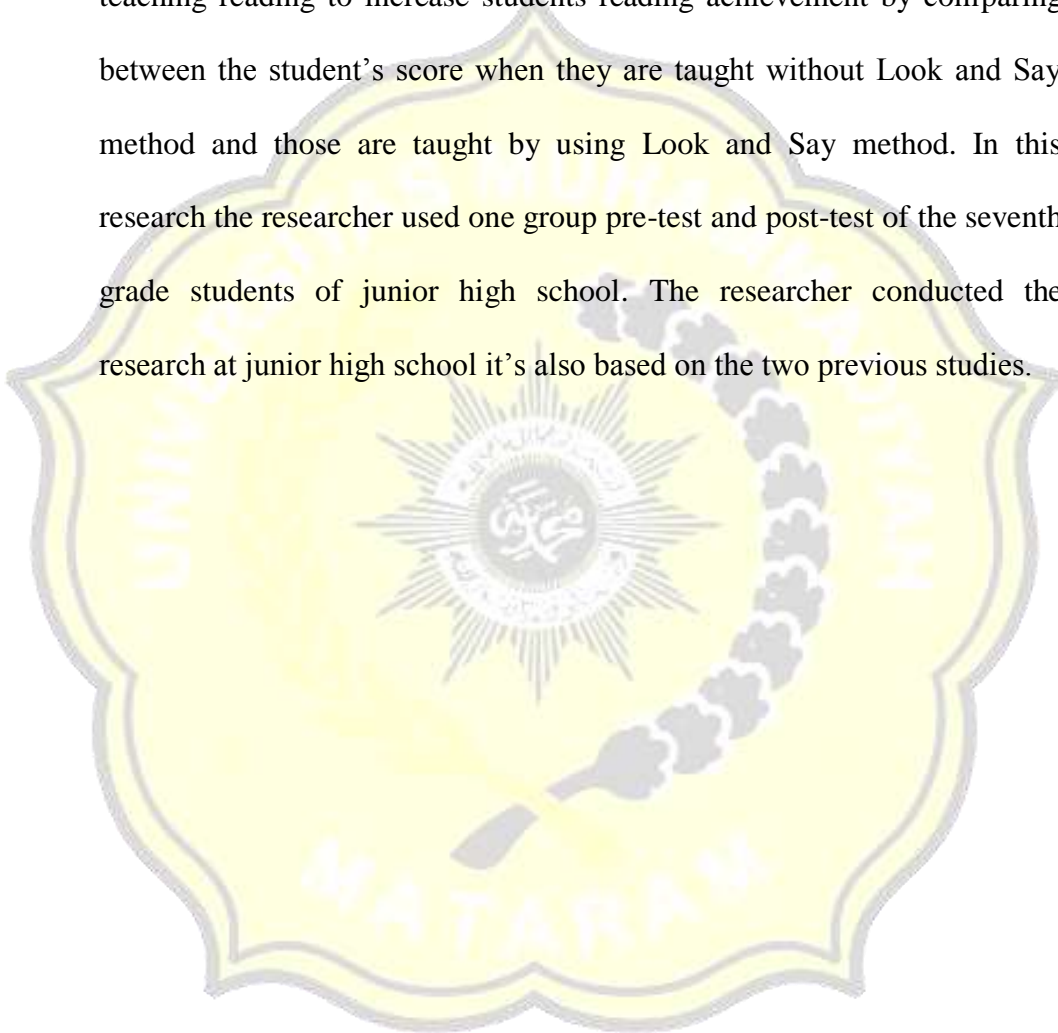 teaching reading to increase students reading achievement by comparing
between the student's score when they are taught without Look and Say
method and those are taught by using Look and Say method. In this
research the researcher used one group pre-test and post-test of the seventh
grade students of junior high school. The researcher conducted the
research at junior high school it's also based on the two previous studies.
UNIVERSITAS MUHAMMADIYAH
MATARAM